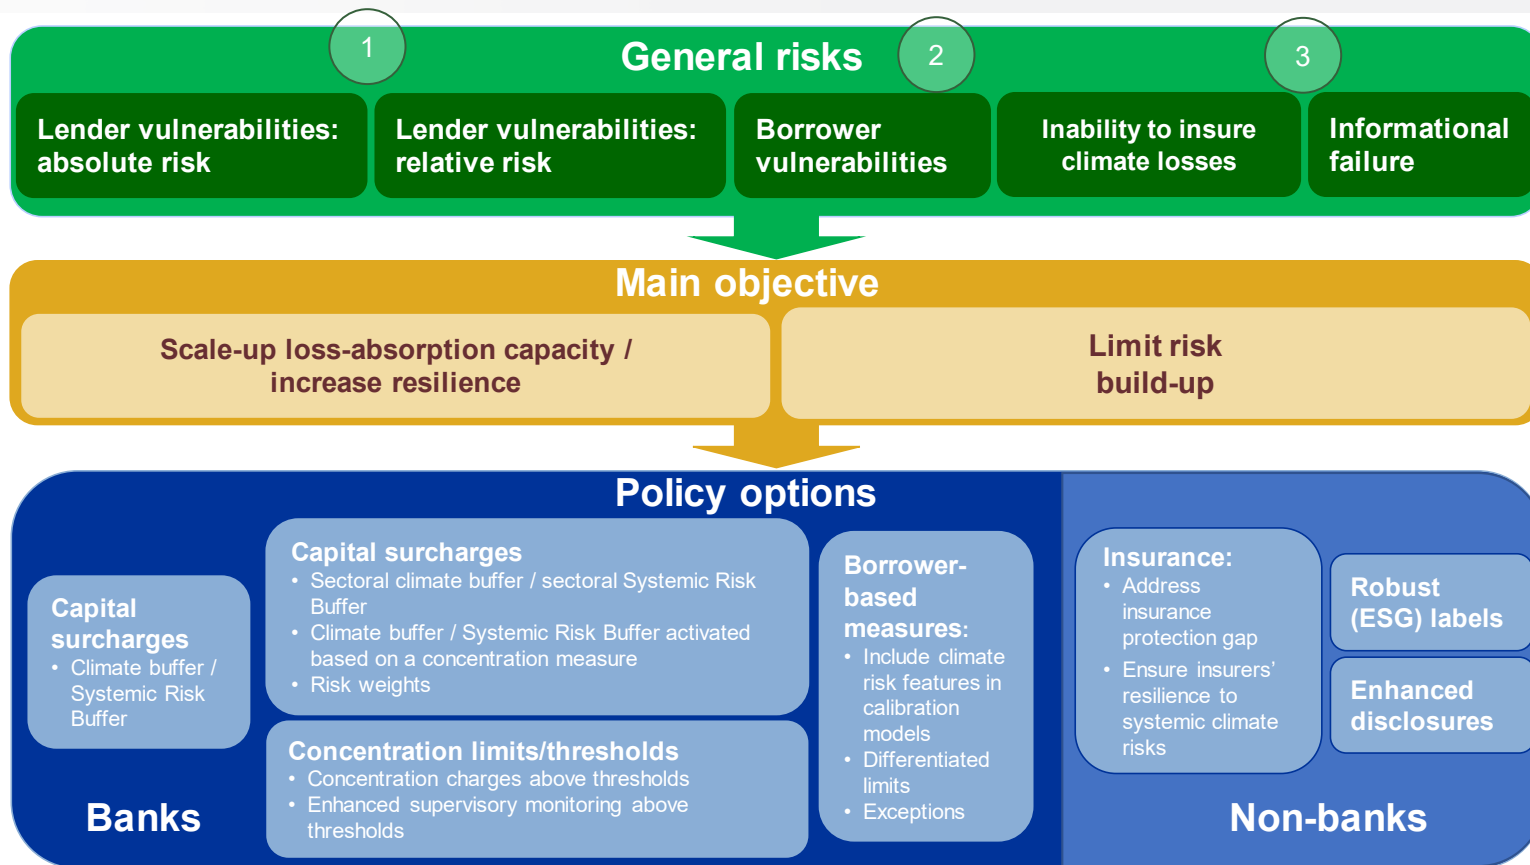 1
2
3
General risks
Lender vulnerabilities:
absolute risk
Lender vulnerabilities:
relative risk
Borrower
vulnerabilities
Inability to insure
climate losses
Informational
failure
Main objective
Scale-up loss-absorption capacity /
increase resilience
Limit risk
build-up
Policy options
Capital
surcharges
• Climate buffer /
Systemic Risk
Buffer
Capital surcharges
• Sectoral climate buffer / sectoral Systemic Risk
Buffer
• Climate buffer / Systemic Risk Buffer activated
based on a concentration measure
• Risk weights
Concentration limits/thresholds
• Concentration charges above thresholds
• Enhanced supervisory monitoring above
thresholds
Borrower-
based
measures:
• Include climate
risk features in
calibration
models
• Differentiated
limits
• Exceptions
Insurance:
• Address
insurance
protection gap
• Ensure insurers’
resilience to
systemic climate
risks
Robust
(ESG) labels
Enhanced
disclosures
Banks
Non-banks